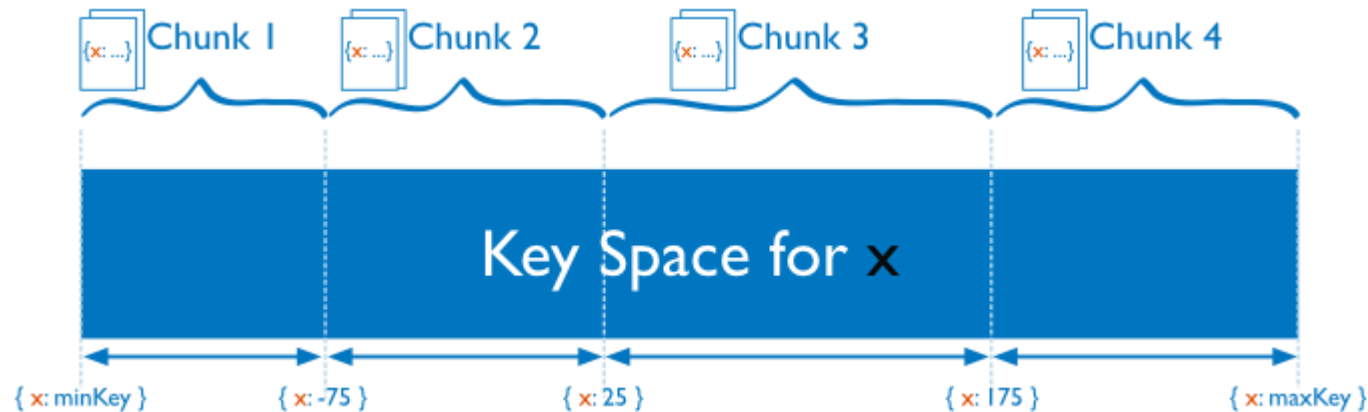 {x: ...} Chunk 1 {x: ...} Chunk 2 {x: ...} Chunk 3 {x: ...} Chunk 4
Key Space for x
{ x: minKey } { x: -75 } { x: 25 } { x: 175 } { x: maxKey }